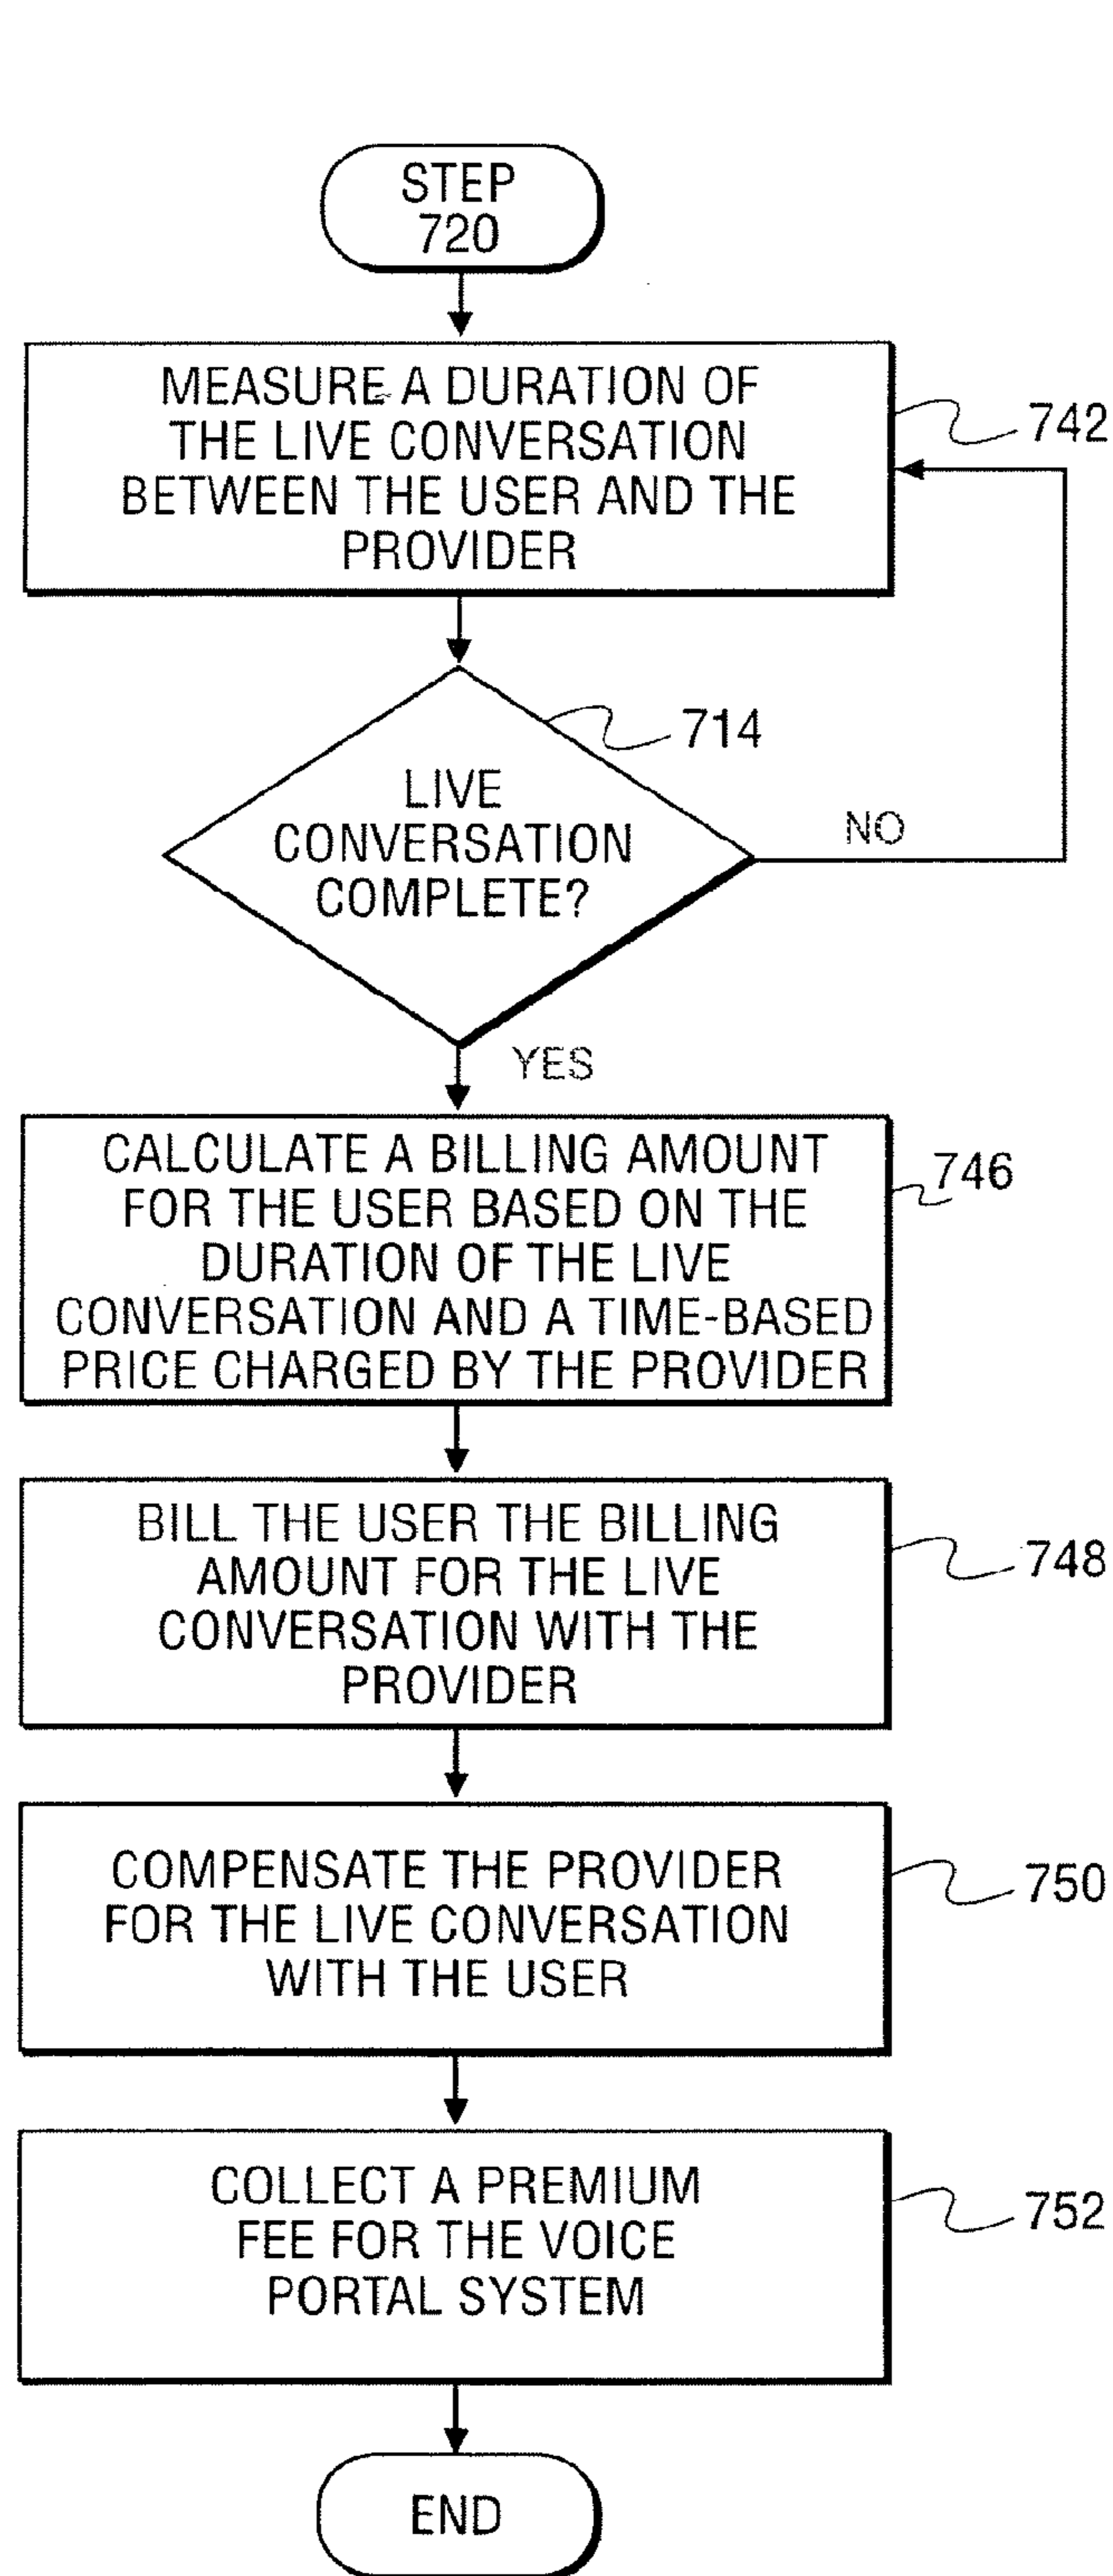 STEP
720
MEASURE A DURATION OF
THE LIVE CONVERSATION
BETWEEN THE USER AND THE
PROVIDER
742
714
LIVE
CONVERSATION
COMPLETE?
NO
YES
CALCULATE A BILLING AMOUNT
FOR THE USER BASED ON THE
DURATION OF THE LIVE
CONVERSATION AND A TIME-BASED
PRICE CHARGED BY THE PROVIDER
746
BILL THE USER THE BILLING
AMOUNT FOR THE LIVE
CONVERSATION WITH THE
PROVIDER
748
COMPENSATE THE PROVIDER
FOR THE LIVE CONVERSATION
WITH THE USER
750
COLLECT A PREMIUM
FEE FOR THE VOICE
PORTAL SYSTEM
752
END